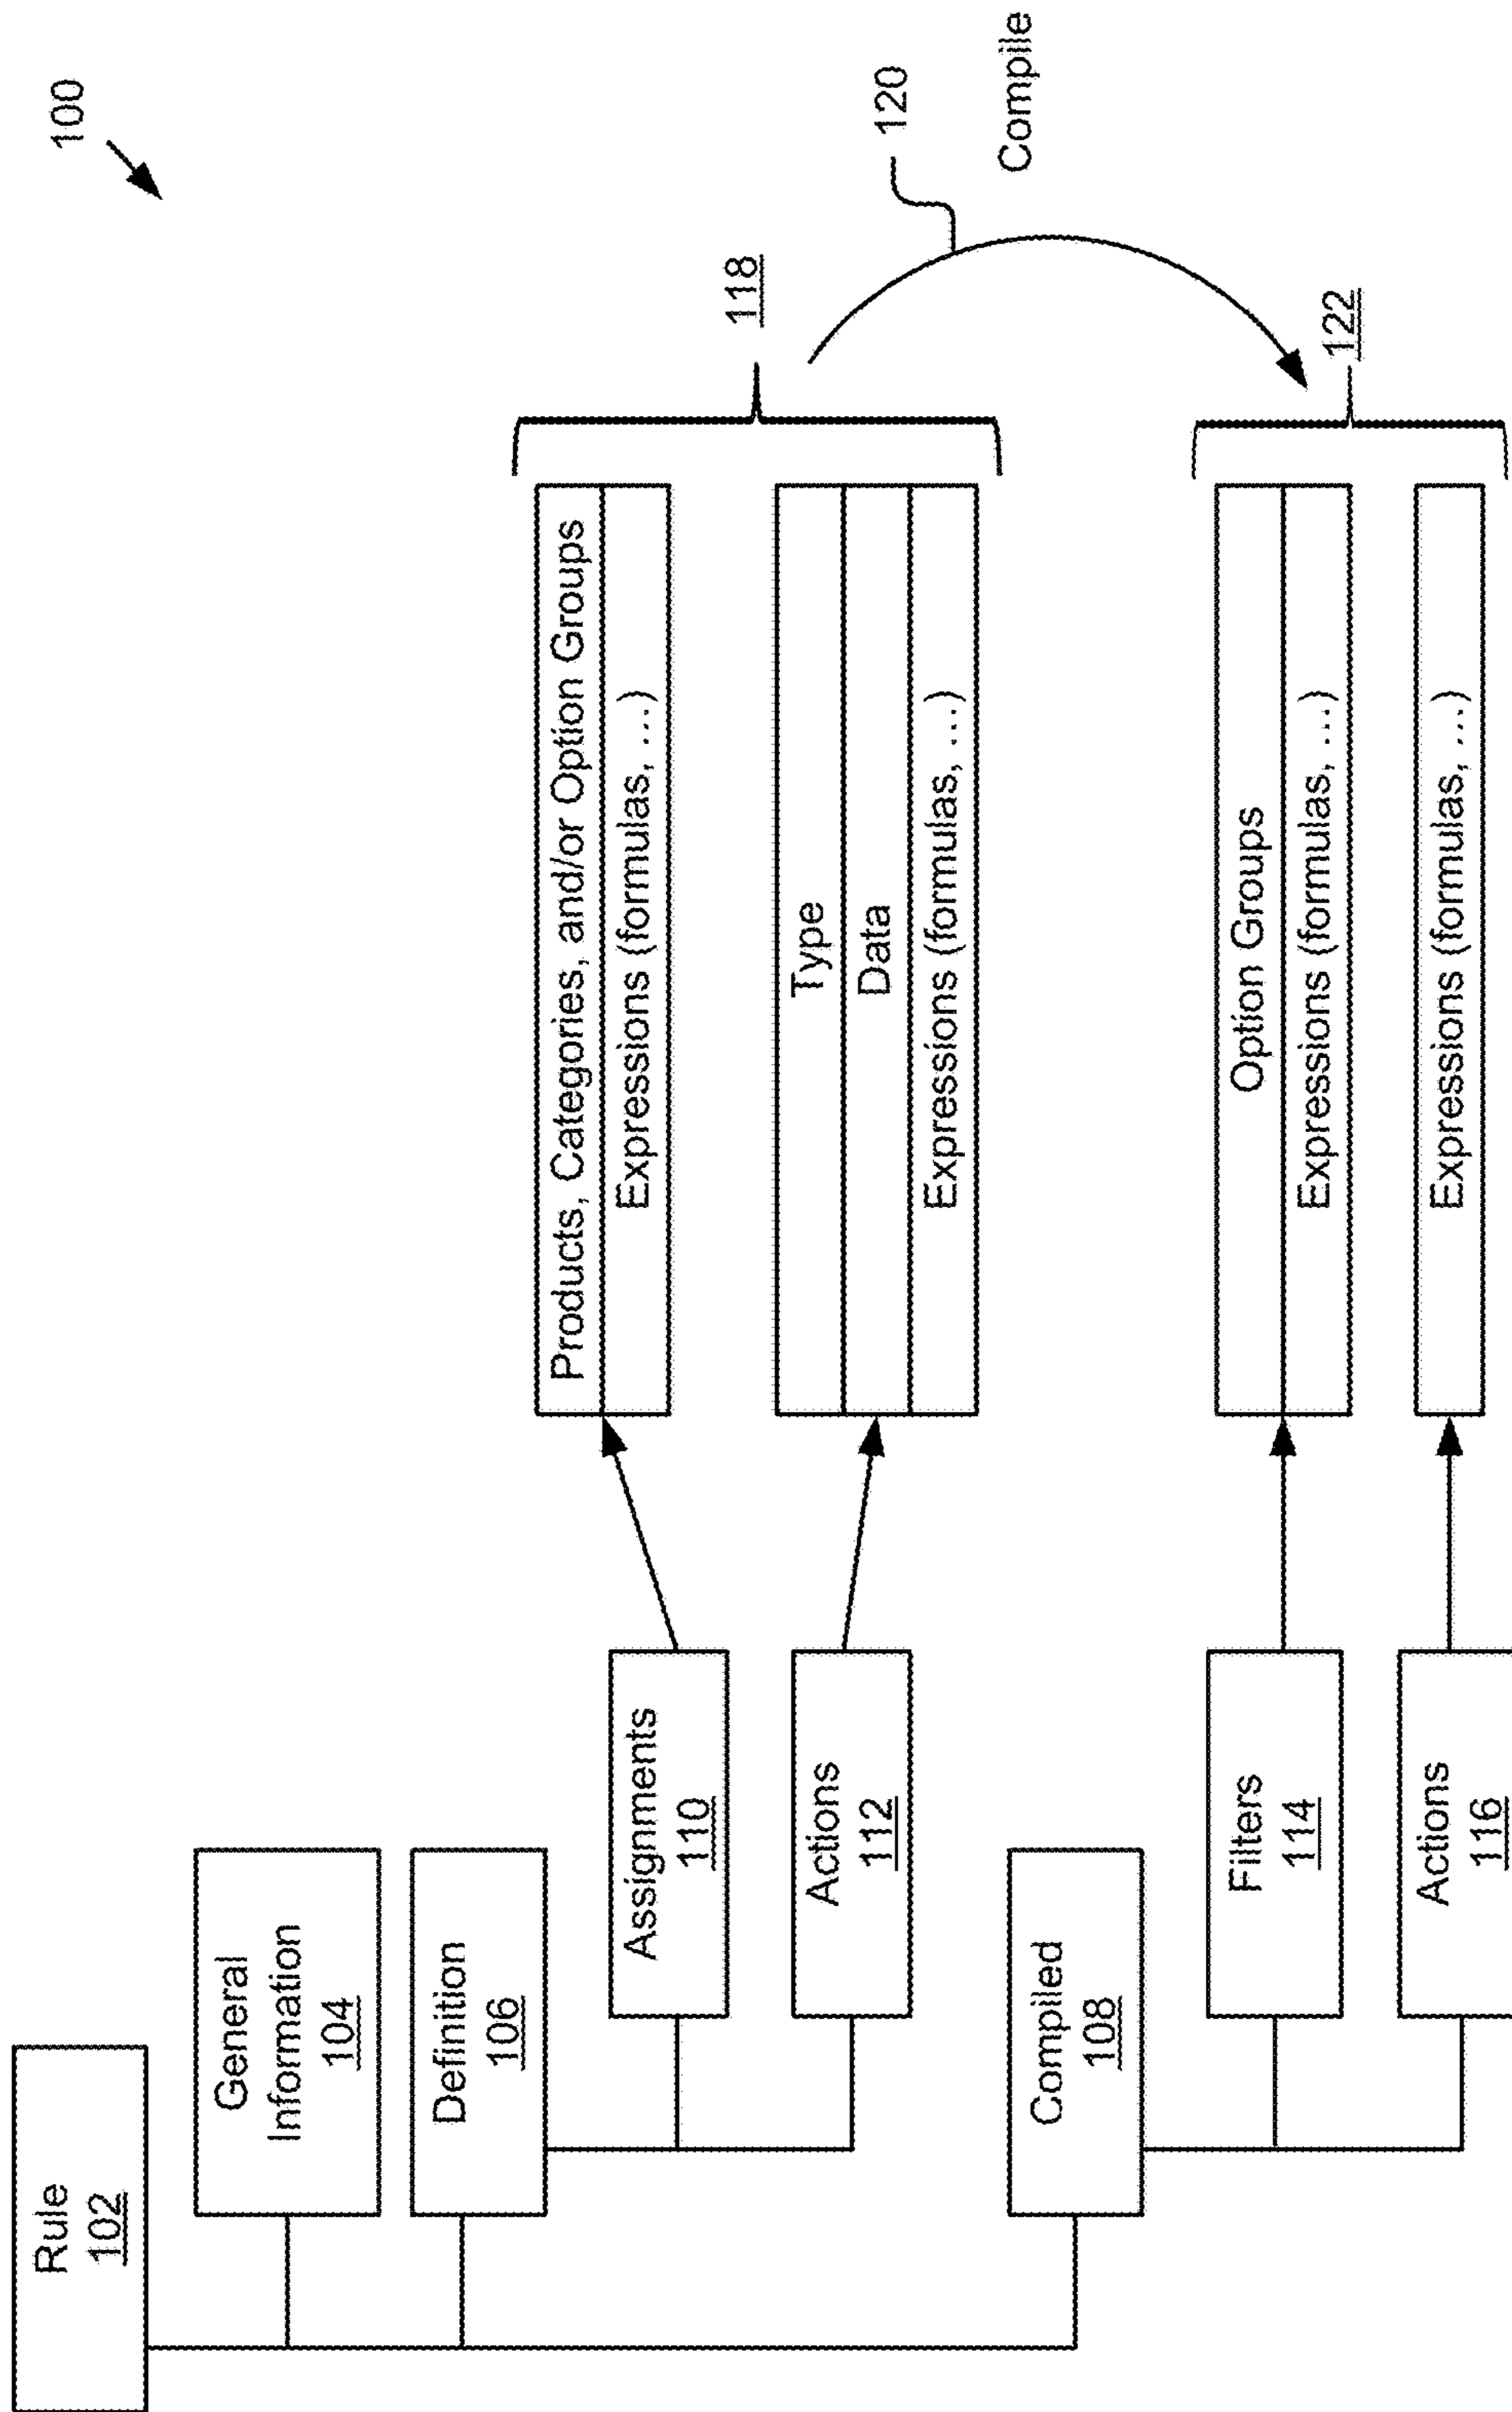 100
Rule
102
General
Information
104
Definition
106
Assignments
110
Products, Categories, and/or Option Groups
Expressions (formulas, ...)
Actions
112
Type
Data
Expressions (formulas, ...)
118
120
Compile
Compiled
108
Filters
114
Option Groups
Expressions (formulas, ...)
Actions
116
Expressions (formulas, ...)
122